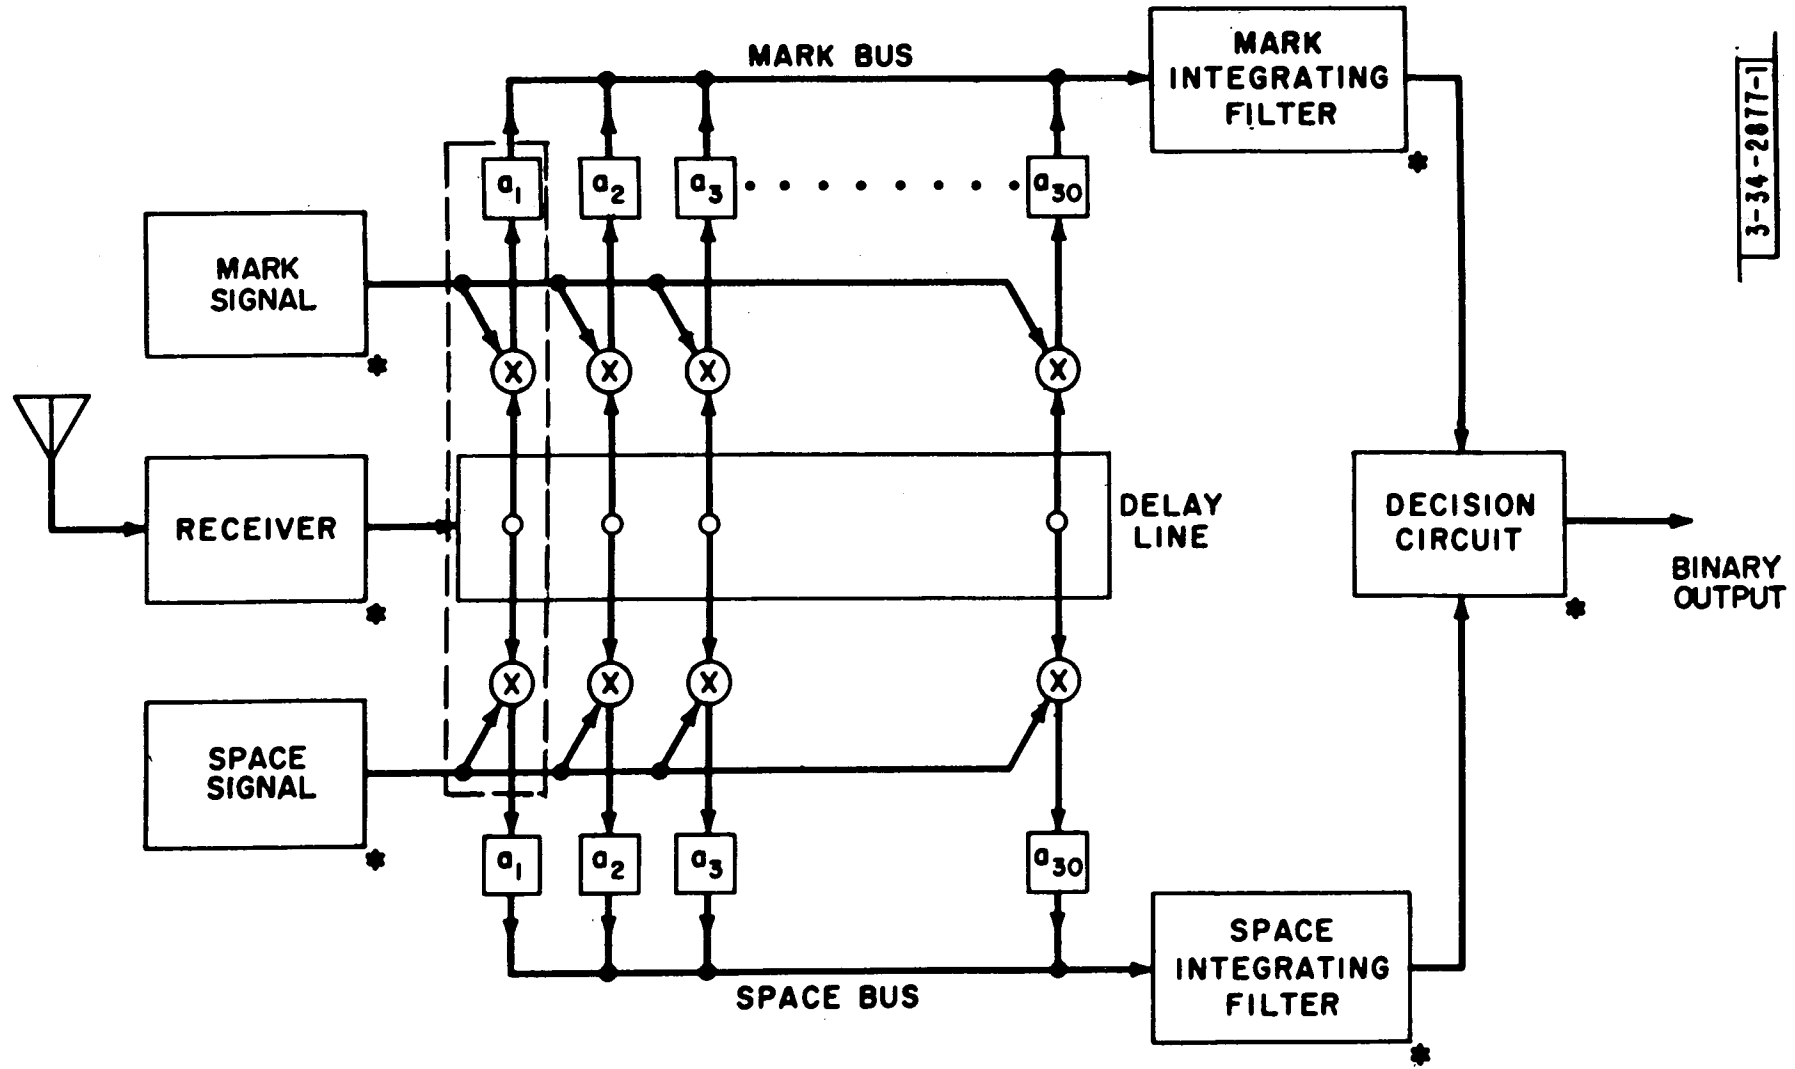 MARK BUS
MARK
INTEGRATING
FILTER
*
3-34-2877-1
a1
a2
a3
a30
MARK
SIGNAL
*
X
X
X
X
RECEIVER
*
DELAY
LINE
DECISION
CIRCUIT
*
BINARY
OUTPUT
X
X
X
X
SPACE
SIGNAL
*
a1
a2
a3
a30
SPACE BUS
SPACE
INTEGRATING
FILTER
*